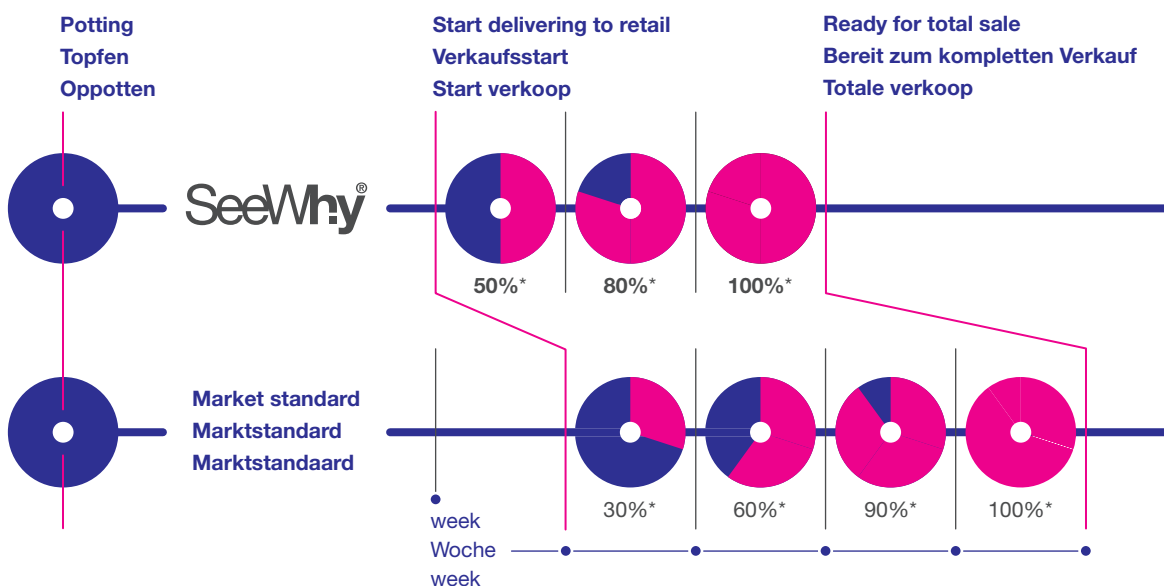 Potting
Topfen
Oppotten
Start delivering to retail
Verkaufsstart
Start verkoop
Ready for total sale
Bereit zum kompletten Verkauf
Totale verkoop
SeeWhy®
50%*
80%*
100%*
Market standard
Marktstandard
Marktstandaard
30%*
60%*
90%*
100%*
week
Woche
week